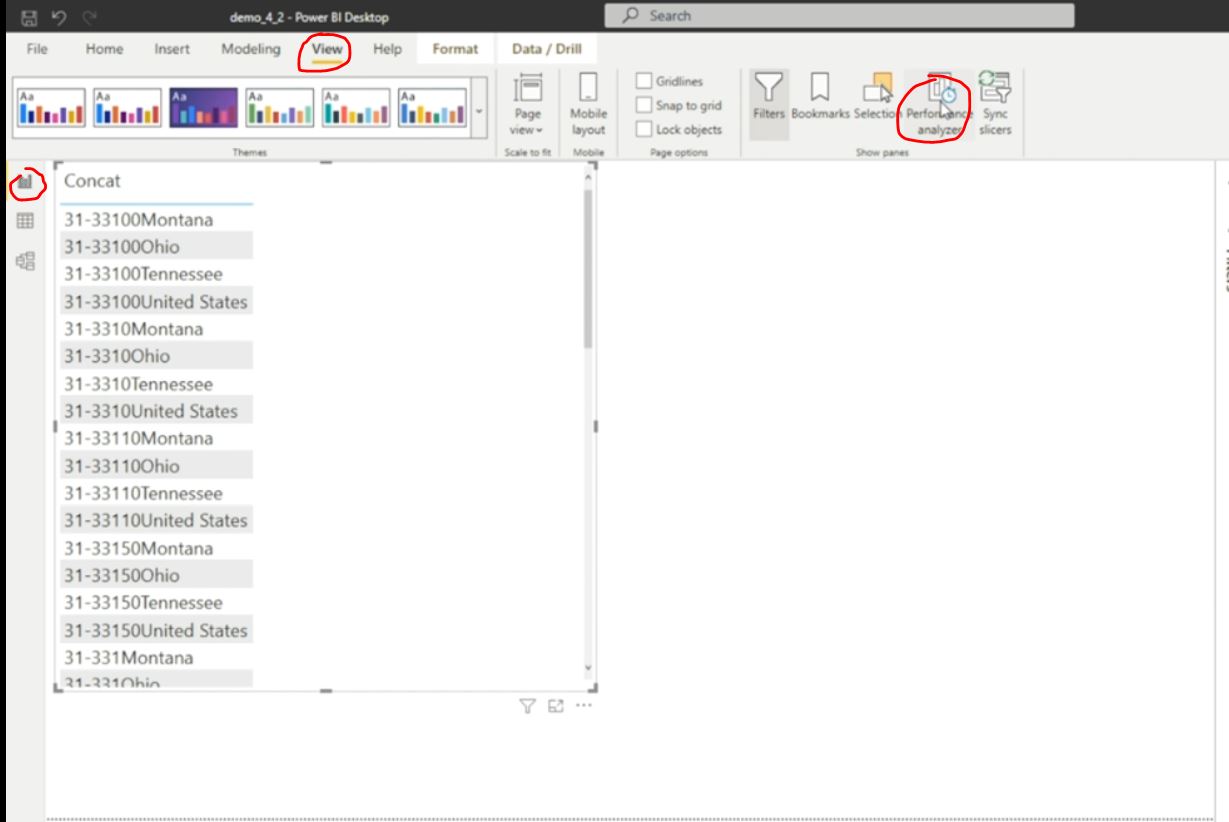 demo_4_2 - Power BI Desktop
Search
File Home Insert Modeling View Help Format Data / Drill
Aa Aa Aa Aa Aa Aa
Page view
Mobile layout
Gridlines
Snap to grid
Lock objects
Filters Bookmarks Selection Performance analyzer Sync slicers
Themes Scale to fit Mobile Page options Show panes
Concat
31-33100Montana
31-33100Ohio
31-33100Tennessee
31-33100United States
31-3310Montana
31-3310Ohio
31-3310Tennessee
31-3310United States
31-33110Montana
31-33110Ohio
31-33110Tennessee
31-33110United States
31-33150Montana
31-33150Ohio
31-33150Tennessee
31-33150United States
31-331Montana
31-331Ohio